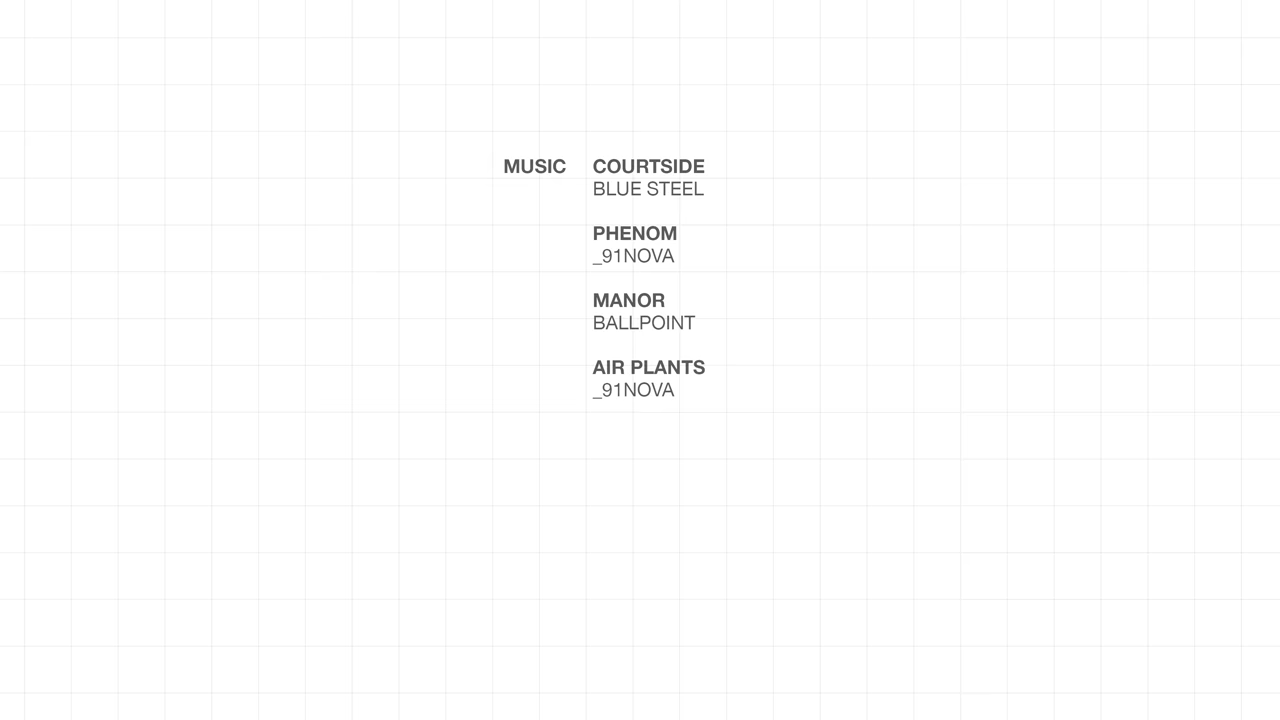 MUSIC COURTSIDE
BLUE STEEL
PHENOM
_91NOVA
MANOR
BALLPOINT
AIR PLANTS
_91NOVA